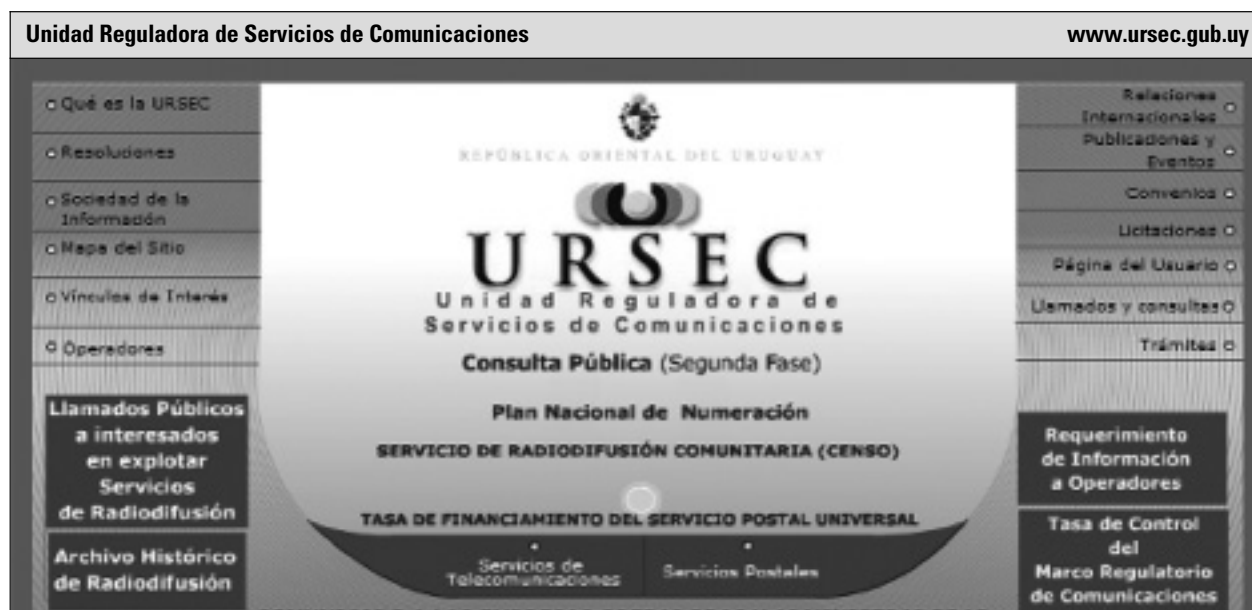 Unidad Reguladora de Servicios de Comunicaciones www.ursec.gub.uy
Qué es la URSEC
Resoluciones
Sociedad de la
Información
Mapa del Sitio
Vínculos de Interés
Operadores
Llamados Públicos
a interesados
en explotar
Servicios
de Radiodifusión
Archivo Histórico
de Radiodifusión
REPÚBLICA ORIENTAL DEL URUGUAY
URSEC
Unidad Reguladora de
Servicios de Comunicaciones
Consulta Pública (Segunda Fase)
Plan Nacional de Numeración
SERVICIO DE RADIODIFUSIÓN COMUNITARIA (CENSO)
TASA DE FINANCIAMIENTO DEL SERVICIO POSTAL UNIVERSAL
Servicios de
Telecomunicaciones
Servicios Postales
Relaciones
Internacionales
Publicaciones y
Eventos
Convenios
Licitaciones
Página del Usuario
Llamados y consultas
Trámites
Requerimiento
de Información
a Operadores
Tasa de Control
del
Marco Regulatorio
de Comunicaciones